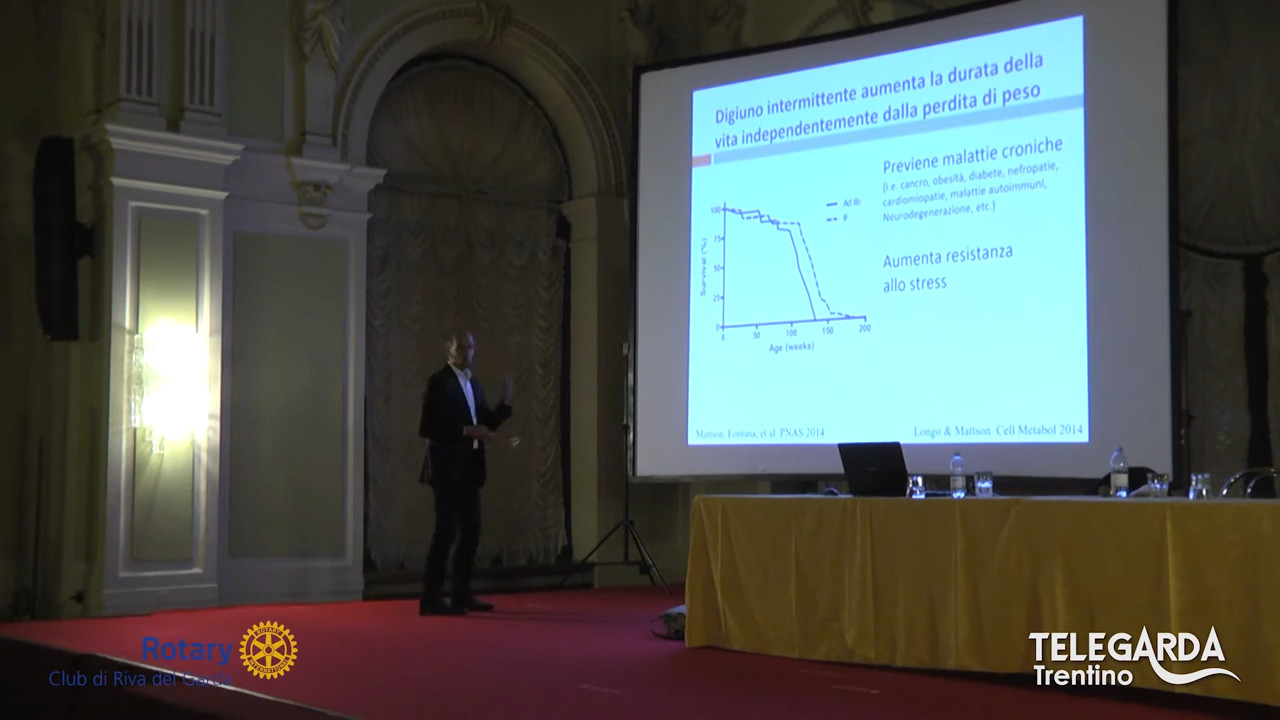 Digiuno intermittente aumenta la durata della
vita independentemente dalla perdita di peso
Previene malattie croniche
(i.e. cancro, obesità, diabete, nefropatie,
cardiomiopatie, malattie autoimmuni,
Neurodegenerazione, etc.)
Aumenta resistanza
allo stress
Ad lib
IF
Survival (%)
100
75
50
25
0
0 50 100 150 200
Age (weeks)
Mattson, Fontana, et al. PNAS 2014
Longo & Mattson. Cell Metabol 2014
Rotary
Club di Riva del Garda
ROTARY
INTERNATIONAL
TELEGARDA
Trentino